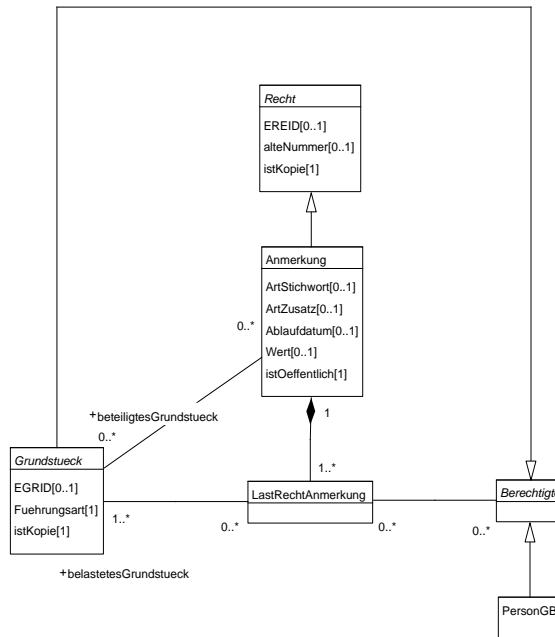 Recht
EREID[0..1]
alteNummer[0..1]
istKopie[1]
Anmerkung
ArtStichwort[0..1]
ArtZusatz[0..1]
Ablaufdatum[0..1]
Wert[0..1]
istOeffentlich[1]
0..*
1
+beteiligtesGrundstueck
0..*
Grundstueck
EGRID[0..1]
Fuehrungsart[1]
istKopie[1]
1..*
LastRechtAnmerkung
Berechtigte
1..*
0..*
0..*
0..*
+belastetesGrundstueck
PersonGB